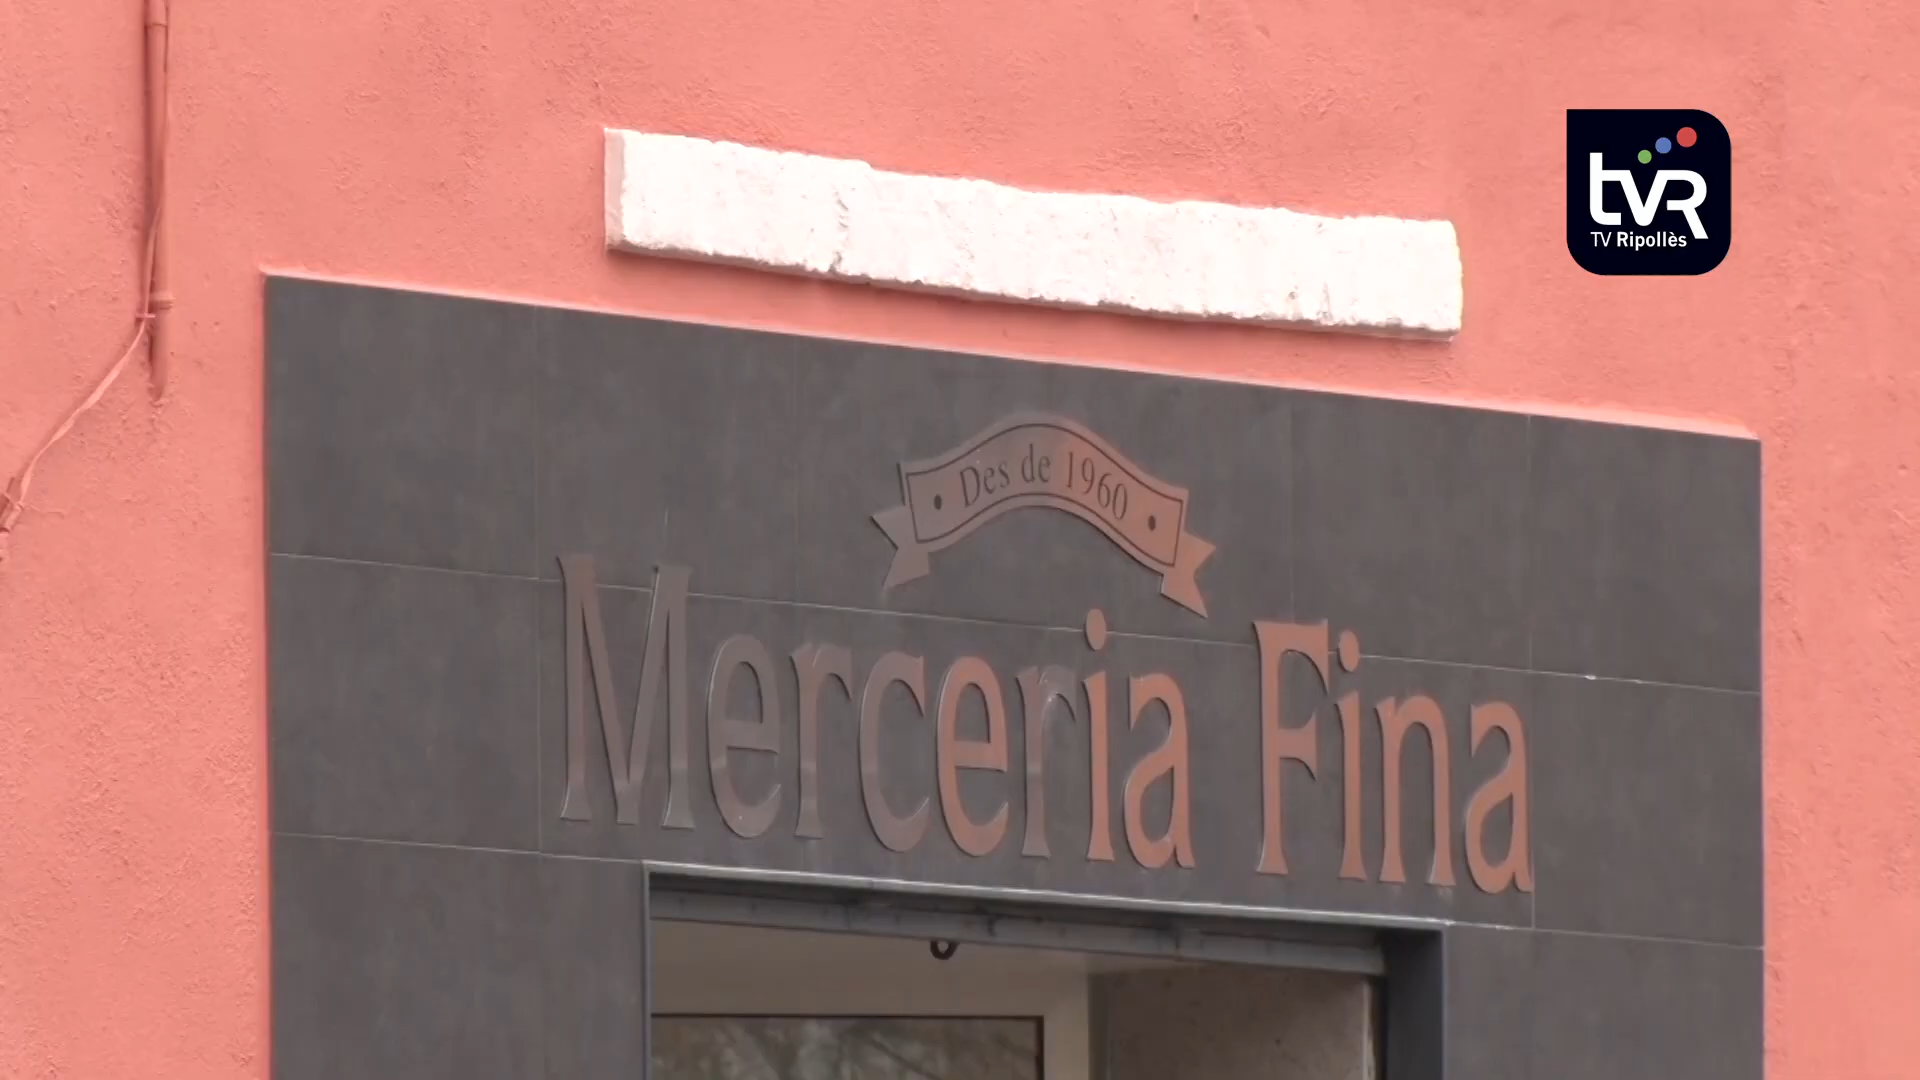 tvR
TV Ripollès
• Des de 1960 •
Merceria Fina